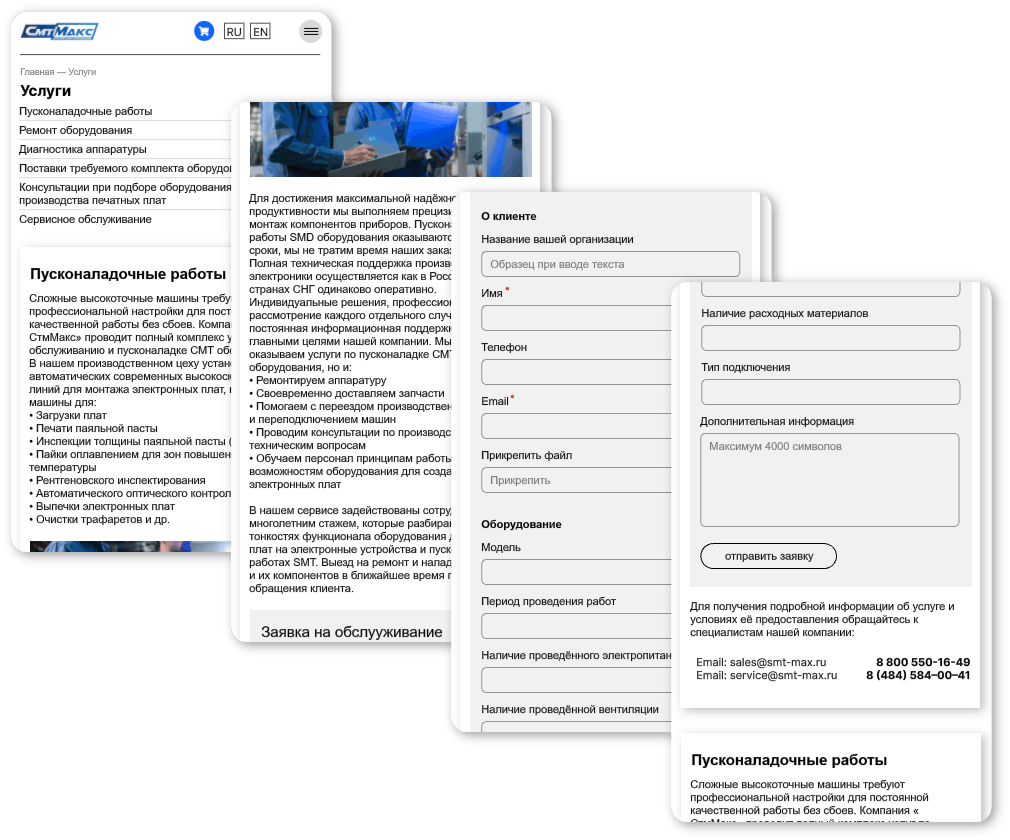 СмтМакс
RU EN
Главная — Услуги
Услуги
Пусконаладочные работы
Ремонт оборудования
Диагностика аппаратуры
Поставки требуемого комплекта оборудо
Консультации при подборе оборудования
производства печатных плат
Сервисное обслуживание
Пусконаладочные работы
Сложные высокоточные машины требу
профессиональной настройки для пост
качественной работы без сбоев. Компа
СтмМакс» проводит полный комплекс у
обслуживанию и пусконаладке СМТ обо
В нашем производственном цеху устан
автоматических современных высокоск
линий для монтажа электронных плат, в
машины для:
• Загрузки плат
• Печати паяльной пасты
• Инспекции толщины паяльной пасты (
• Пайки оплавлением для зон повышен
температуры
• Рентгеновского инспектирования
• Автоматического оптического контрол
• Выпечки электронных плат
• Очистки трафаретов и др.
Для достижения максимальной надёжно
продуктивности мы выполняем прецизи
монтаж компонентов приборов. Пускона
работы SMD оборудования оказываютс
сроки, мы не тратим время наших заказ
Полная техническая поддержка произв
электроники осуществляется как в Росс
странах СНГ одинаково оперативно.
Индивидуальные решения, профессион
рассмотрение каждого отдельного случ
постоянная информационная поддержк
главными целями нашей компании. Мы
оказываем услуги по пусконаладке СМТ
оборудования, но и:
• Ремонтируем аппаратуру
• Своевременно доставляем запчасти
• Помогаем с переездом производствен
и переподключением машин
• Проводим консультации по производс
техническим вопросам
• Обучаем персонал принципам работы
возможностям оборудования для созда
электронных плат
В нашем сервисе задействованы сотру
многолетним стажем, которые разбира
тонкостях функционала оборудования д
плат на электронные устройства и пуск
работах SMT. Выезд на ремонт и налад
и их компонентов в ближайшее время п
обращения клиента.
Заявка на обслууживание
О клиенте
Название вашей организации
Образец при вводе текста
Имя *
Телефон
Email *
Прикрепить файл
Прикрепить
Оборудование
Модель
Период проведения работ
Наличие проведённого электропитан
Наличие проведённой вентиляции
Наличие расходных материалов
Тип подключения
Дополнительная информация
Максимум 4000 символов
отправить заявку
Для получения подробной информации об услуге и
условиях её предоставления обращайтесь к
специалистам нашей компании:
Email: sales@smt-max.ru 8 800 550-16-49
Email: service@smt-max.ru 8 (484) 584–00–41
Пусконаладочные работы
Сложные высокоточные машины требуют
профессиональной настройки для постоянной
качественной работы без сбоев. Компания «